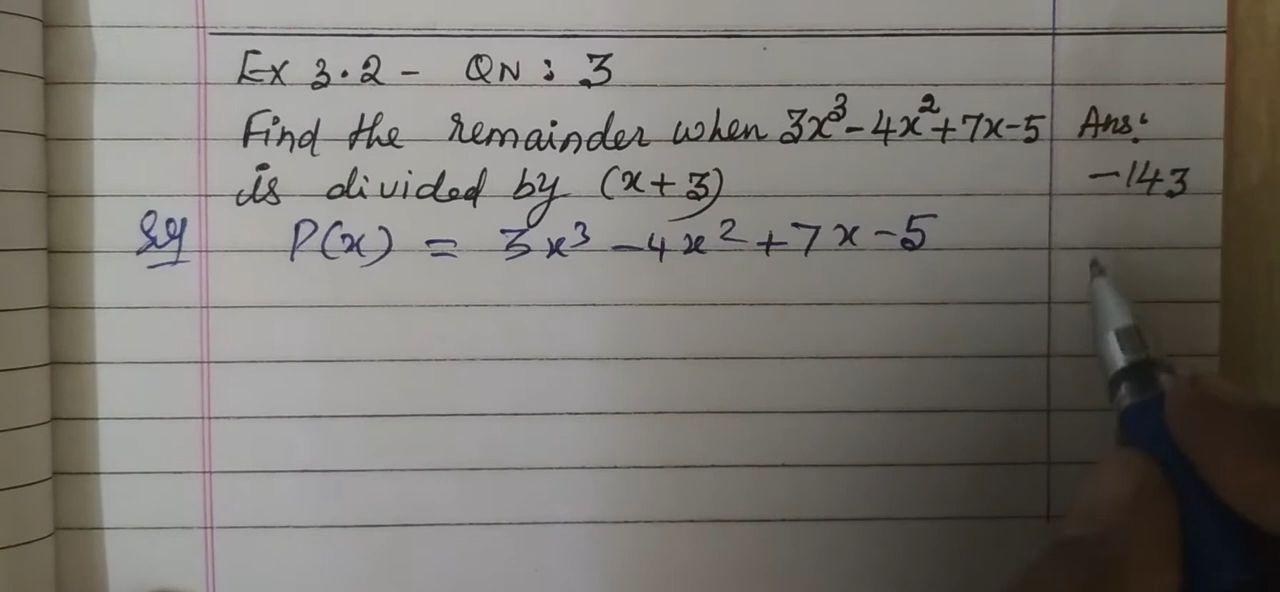 Ex 3.2 - QN : 3
Find the remainder when 3x³-4x²+7x-5
is divided by (x+3)
Ans:
-143
Sol P(x) = 3x³-4x²+7x-5